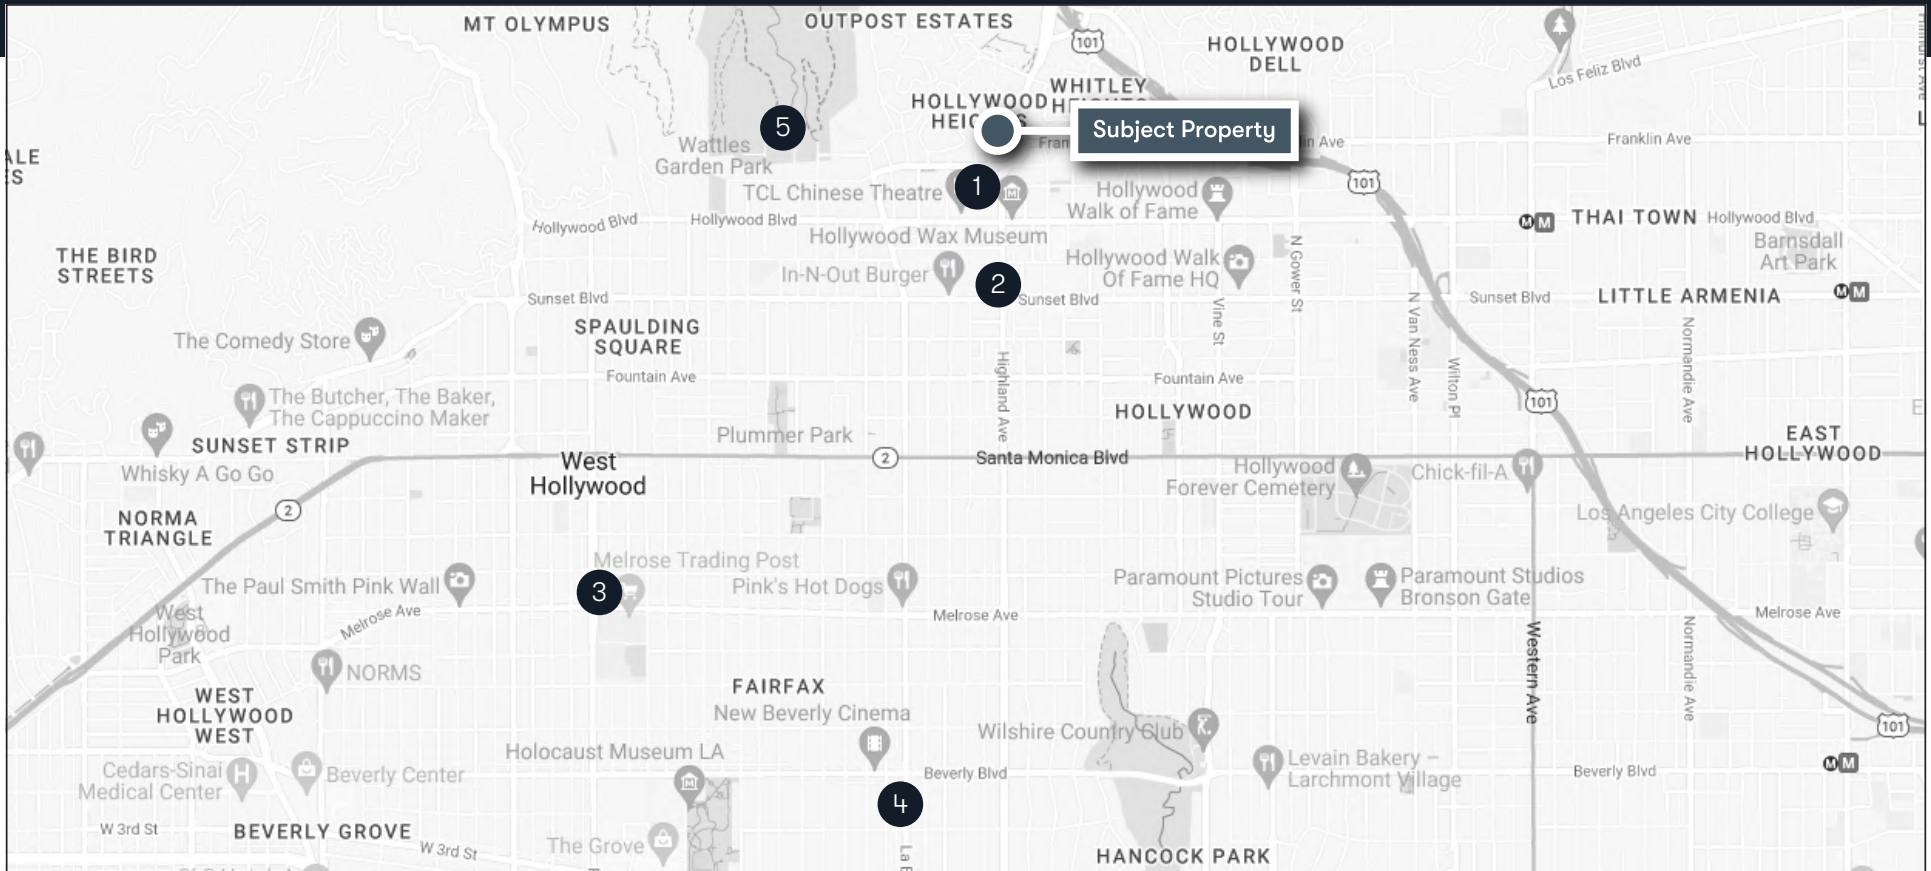 MT OLYMPUS
OUTPOST ESTATES
101
HOLLYWOOD
DELL
Los Feliz Blvd
WHITLEY
HOLLYWOOD
Subject Property
5
Wattles
Garden Park
Franklin Ave
101
TCL Chinese Theatre
1
Hollywood
Walk of Fame
Hollywood Blvd
Hollywood Blvd
THAI TOWN
Hollywood Blvd
M M
Hollywood Wax Museum
Barnsdall
Art Park
THE BIRD
STREETS
In-N-Out Burger
2
Hollywood Walk
Of Fame HQ
N Gower St
Sunset Blvd
Sunset Blvd
Sunset Blvd
LITTLE ARMENIA
M M
Vine St
N Van Ness Ave
Normandie Ave
The Comedy Store
SPAULDING
SQUARE
Highland Ave
Wilton Pl
Fountain Ave
Fountain Ave
The Butcher, The Baker,
The Cappuccino Maker
101
HOLLYWOOD
SUNSET STRIP
Plummer Park
EAST
HOLLYWOOD
Whisky A Go Go
West
Hollywood
2
Santa Monica Blvd
Hollywood
Forever Cemetery
Chick-fil-A
2
NORMA
TRIANGLE
Los Angeles City College
Melrose Trading Post
The Paul Smith Pink Wall
3
Pink's Hot Dogs
Paramount Pictures
Studio Tour
Paramount Studios
Bronson Gate
Melrose Ave
Melrose Ave
Melrose Ave
West
Hollywood
Park
Western Ave
Normandie Ave
NORMS
FAIRFAX
WEST
HOLLYWOOD
WEST
New Beverly Cinema
Wilshire Country Club
101
Holocaust Museum LA
Cedars-Sinai
Medical Center
H
Beverly Center
Beverly Blvd
Levain Bakery –
Larchmont Village
Beverly Blvd
M M
4
W 3rd St
BEVERLY GROVE
W 3rd St
The Grove
HANCOCK PARK